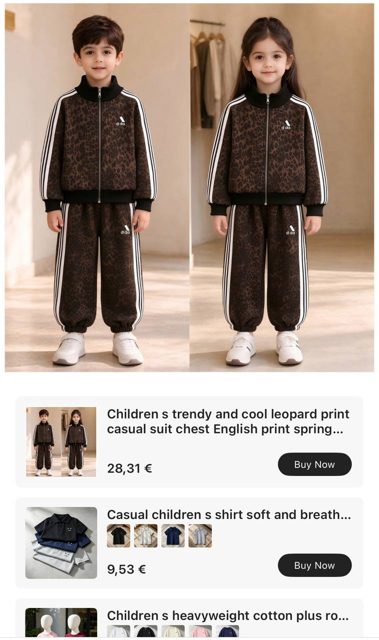 Children s trendy and cool leopard print
casual suit chest English print spring...
28,31 €
Buy Now
Casual children s shirt soft and breath...
9,53 €
Buy Now
Children s heavyweight cotton plus ro...